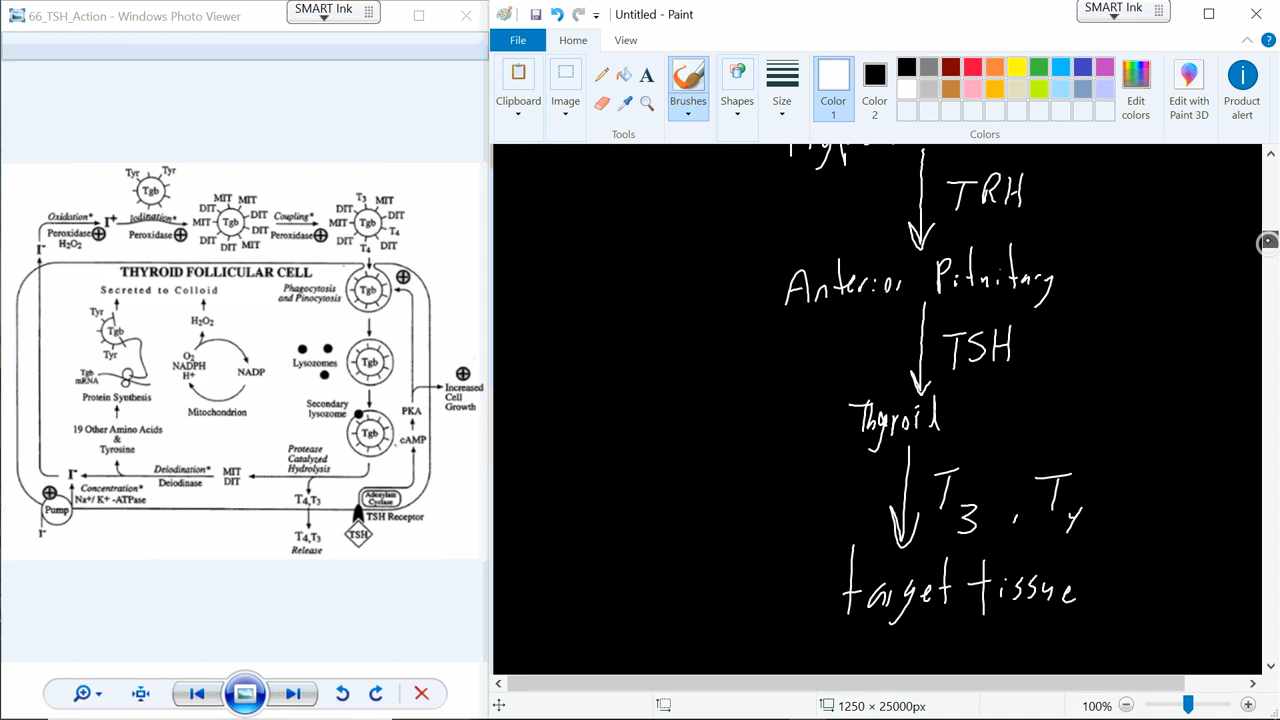 66_TSH_Action - Windows Photo Viewer
SMART Ink
Untitled - Paint
SMART Ink
File
Home
View
Clipboard
Image
Tools
Brushes
Shapes
Size
Color 1
Color 2
Edit colors
Edit with Paint 3D
Product alert
Colors
Tyr Tyr
Tgb
Oxidation*
Peroxidase
H2O2
I+
Iodination*
Peroxidase
MIT MIT
DIT DIT
MIT Tgb DIT
DIT DIT MIT
Coupling*
Peroxidase
T3 MIT
DIT DIT
MIT Tgb T4
DIT T4 DIT
I-
THYROID FOLLICULAR CELL
Secreted to Colloid
Phagocytosis
and Pinocytosis
Tgb
Tyr
Tgb
Tyr
H2O2
O2
NADPH
H+
NADP
Mitochondrion
Lysozomes
Tgb
Tgb
mRNA
Protein Synthesis
Secondary
lysozome
Tgb
PKA
cAMP
Increased
Cell
Growth
19 Other Amino Acids
&
Tyrosine
Protease
Catalyzed
Hydrolysis
I-
Deiodination*
Deiodinase
MIT
DIT
Concentration*
Na+/ K+ -ATPase
Pump
I-
T4,T3
T4,T3
Release
Adenylate
Cyclase
TSH Receptor
TSH
TRH
Anterior Pituitary
TSH
Thyroid
T3 , T4
target tissue
1250 × 25000px
100%